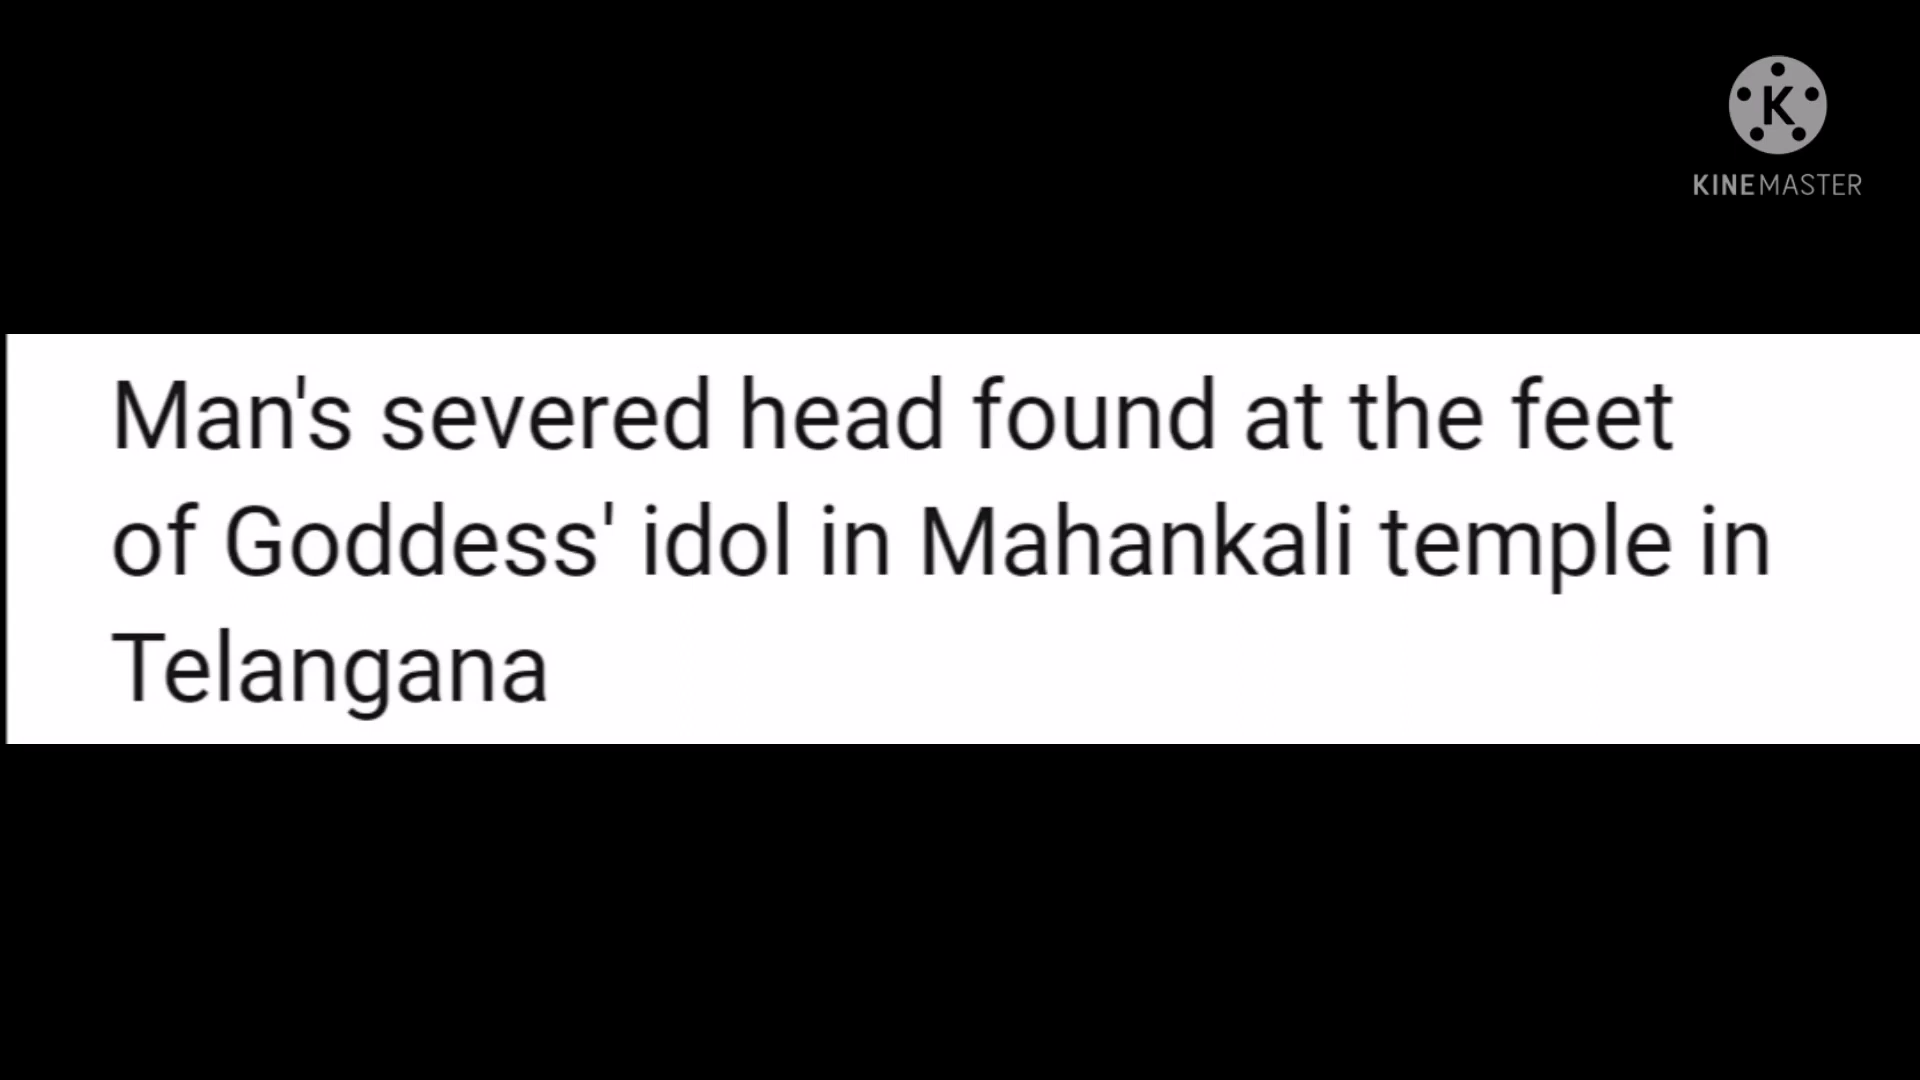 K
KINEMASTER
Man's severed head found at the feet
of Goddess' idol in Mahankali temple in
Telangana